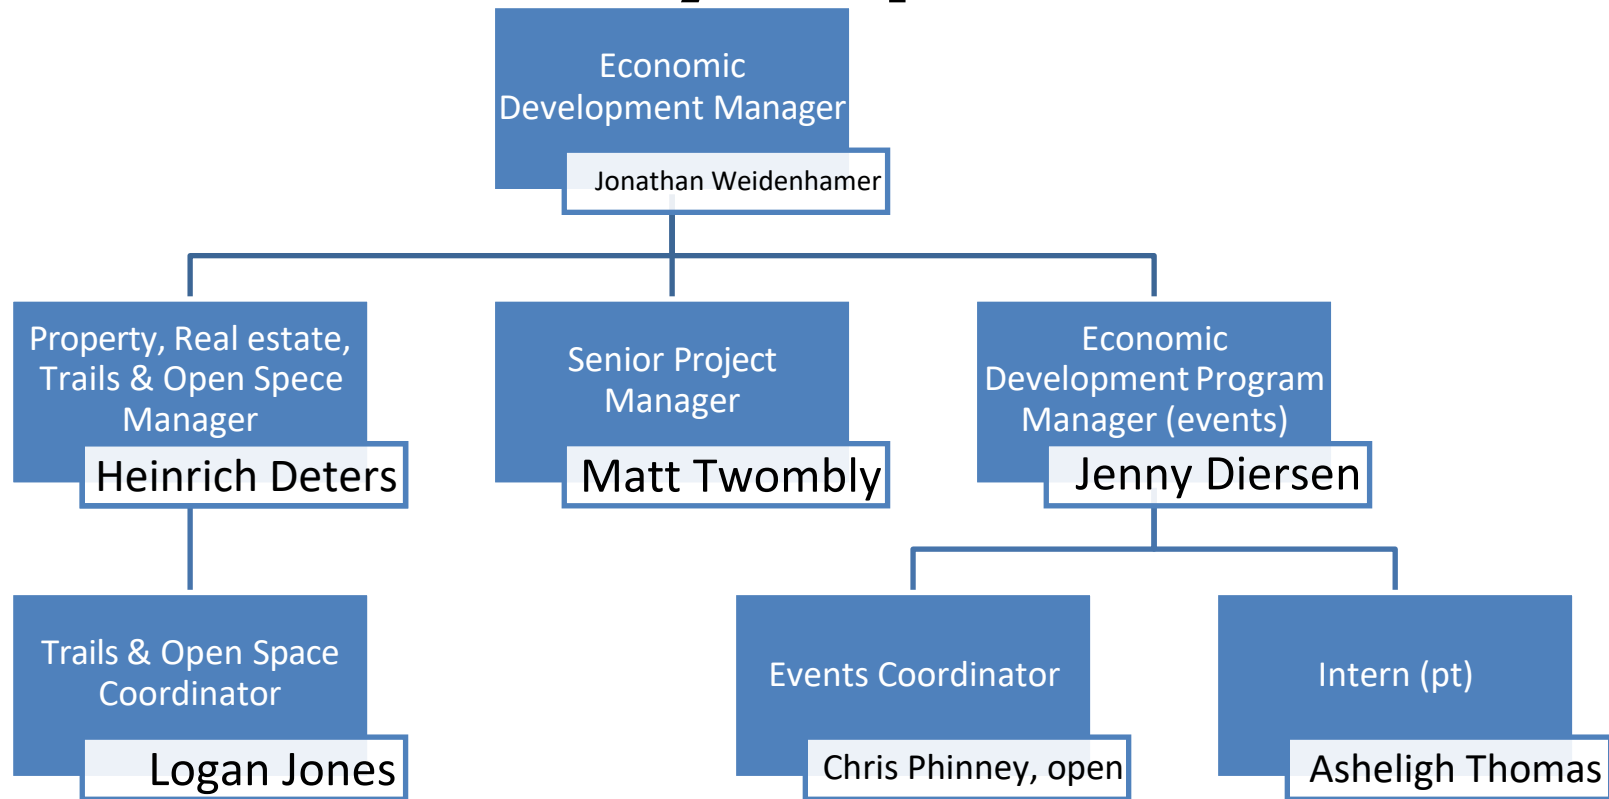 Economic
Development Manager
Jonathan Weidenhamer
Property, Real estate,
Trails & Open Spece
Manager
Heinrich Deters
Senior Project
Manager
Matt Twombly
Economic
Development Program
Manager (events)
Jenny Diersen
Trails & Open Space
Coordinator
Logan Jones
Events Coordinator
Chris Phinney, open
Intern (pt)
Asheligh Thomas